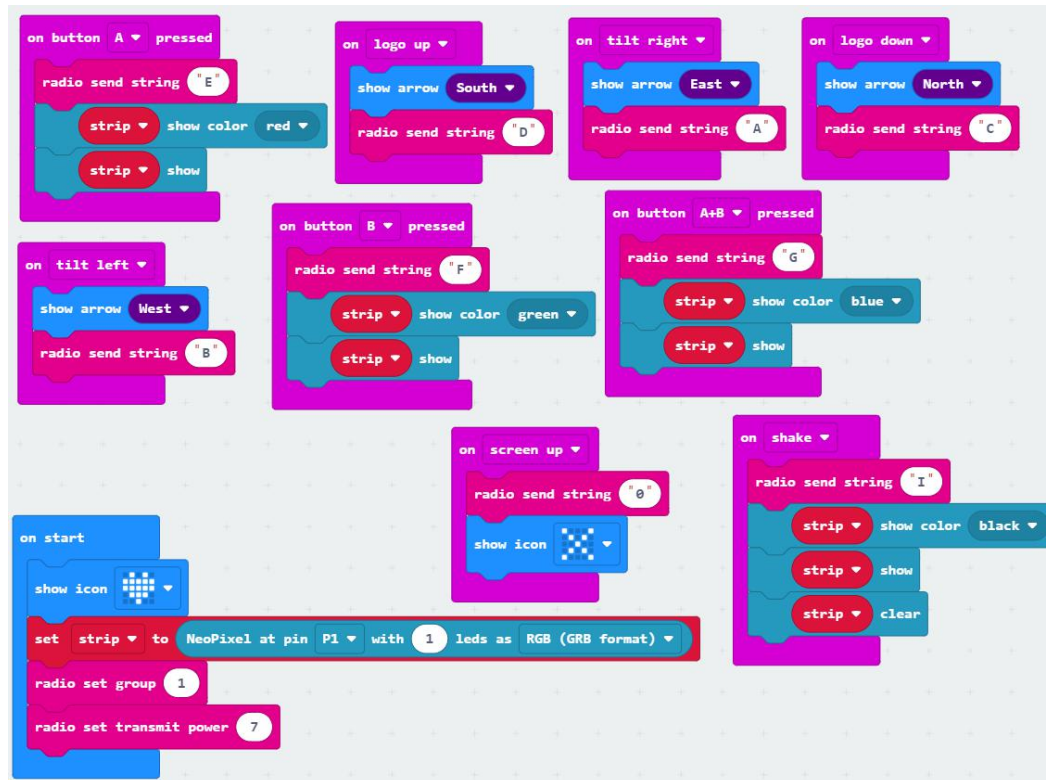 on button A pressed
radio send string "E"
strip show color red
strip show
on logo up
show arrow South
radio send string "D"
on tilt right
show arrow East
radio send string "A"
on logo down
show arrow North
radio send string "C"
on tilt left
show arrow West
radio send string "B"
on button B pressed
radio send string "F"
strip show color green
strip show
on button A+B pressed
radio send string "G"
strip show color blue
strip show
on screen up
radio send string "0"
show icon
on shake
radio send string "I"
strip show color black
strip show
strip clear
on start
show icon
set strip to NeoPixel at pin P1 with 1 leds as RGB (GRB format)
radio set group 1
radio set transmit power 7